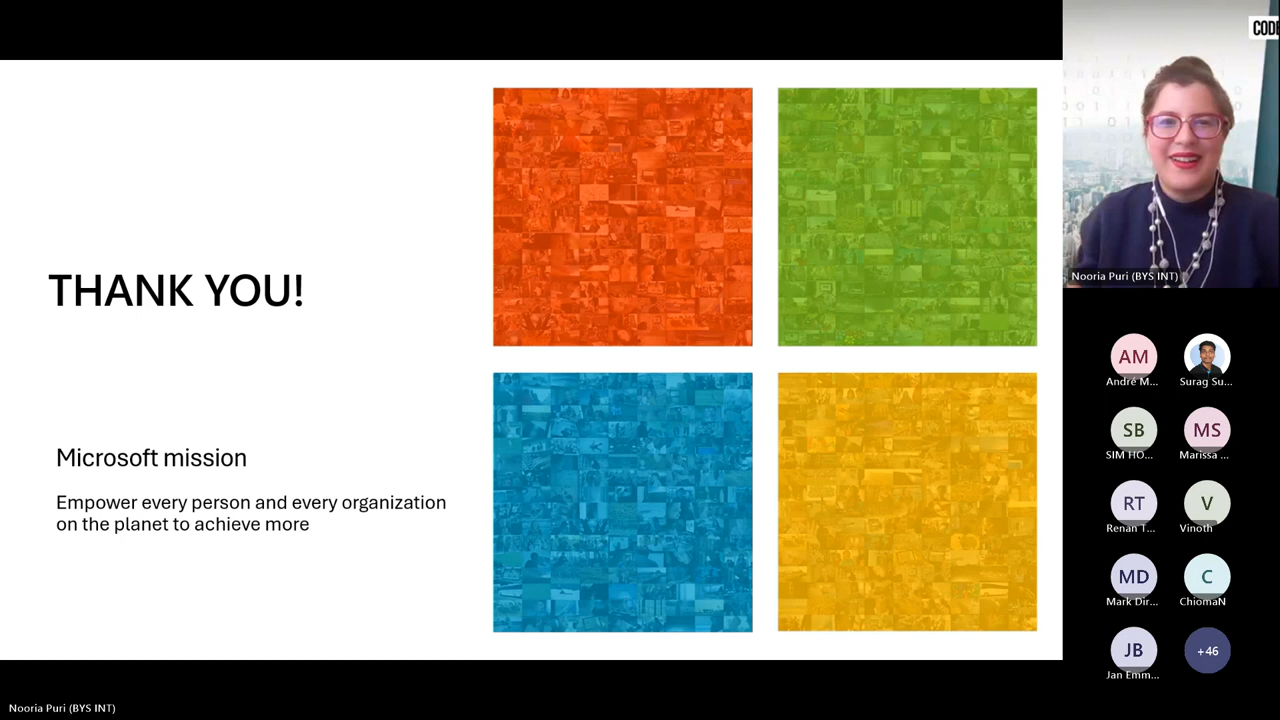 THANK YOU!
Microsoft mission
Empower every person and every organization
on the planet to achieve more
CODE
Nooria Puri (BYS INT)
AM
André M...
Surag Su...
SB
SIM HO...
MS
Marissa ...
RT
Renan T...
V
Vinoth
MD
Mark Dir...
C
ChiomaN
JB
Jan Emm...
+46
Nooria Puri (BYS INT)